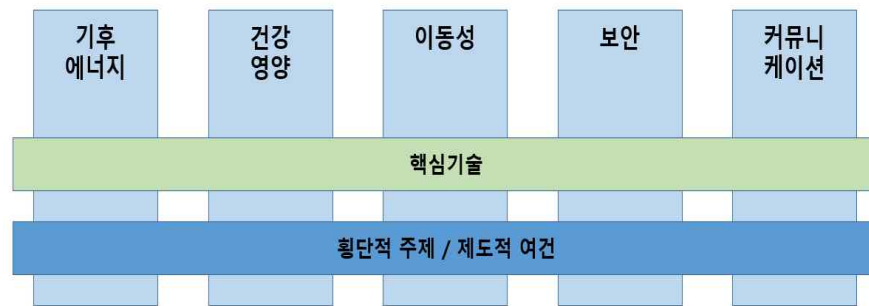 기후
에너지
건강
영양
이동성
보안
커뮤니
케이션
핵심기술
횡단적 주제 / 제도적 여건